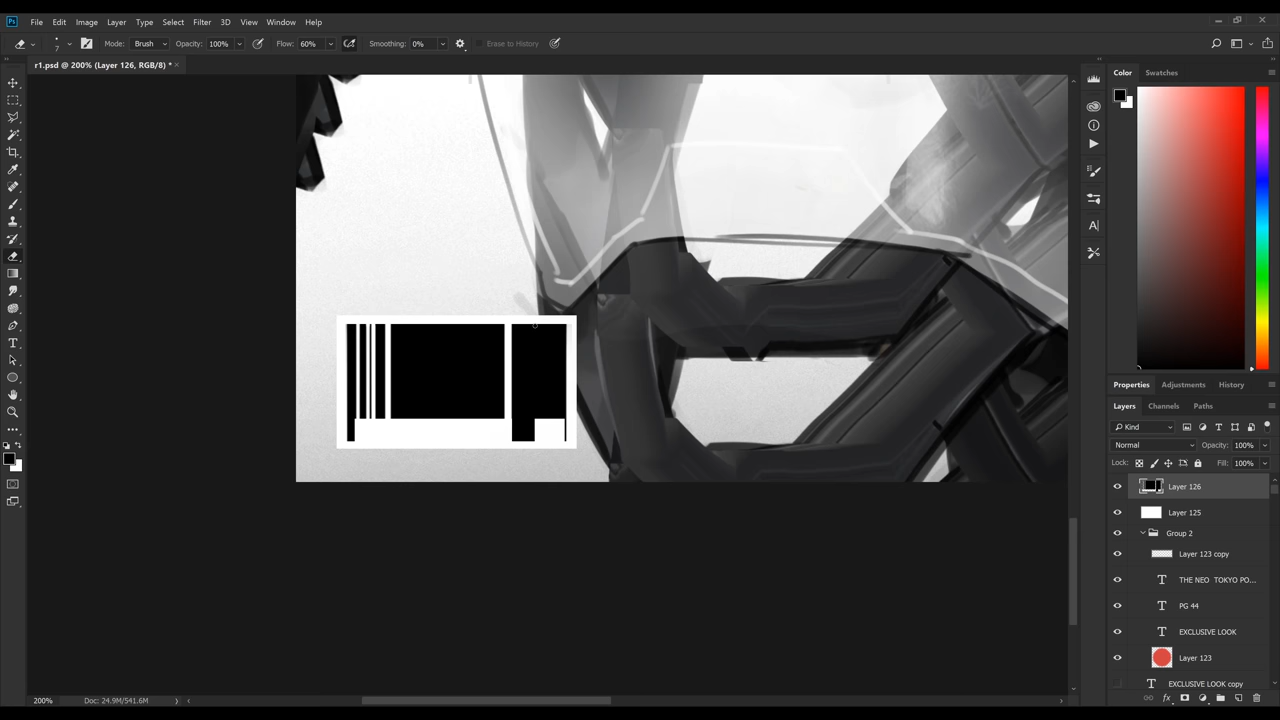 File Edit Image Layer Type Select Filter 3D View Window Help
7 Mode: Brush Opacity: 100% Flow: 60% Smoothing: 0% Erase to History
r1.psd @ 200% (Layer 126, RGB/8) *
Color Swatches
Properties Adjustments History
Layers Channels Paths
Kind
Normal Opacity: 100%
Lock: Fill: 100%
Layer 126
Layer 125
Group 2
Layer 123 copy
THE NEO TOKYO PO...
PG 44
EXCLUSIVE LOOK
Layer 123
EXCLUSIVE LOOK copy
200% Doc: 24.9M/541.6M